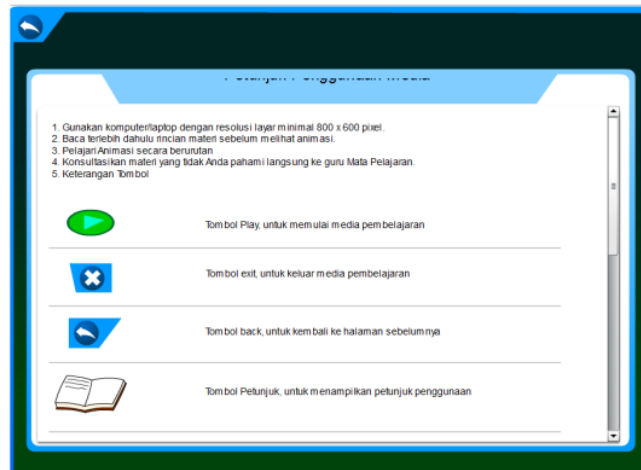 Petunjuk Penggunaan Media
1. Gunakan komputer/laptop dengan resolusi layar minimal 800 x 600 pixel.
2. Baca terlebih dahulu rincian materi sebelum melihat animasi.
3. Pelajari Animasi secara berurutan
4. Konsultasikan materi yang tidak Anda pahami langsung ke guru Mata Pelajaran.
5. Keterangan Tombol
Tombol Play, untuk memulai media pembelajaran
Tombol exit, untuk keluar media pembelajaran
Tombol back, untuk kembali ke halaman sebelumnya
Tombol Petunjuk, untuk menampilkan petunjuk penggunaan